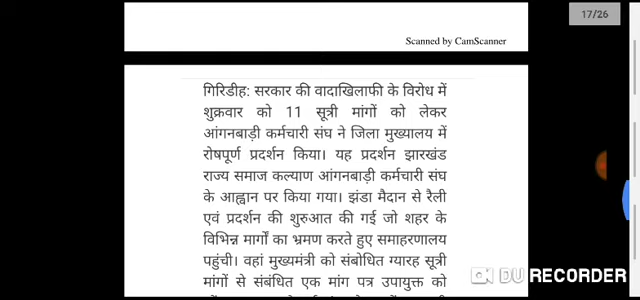 17/26
Scanned by CamScanner
गिरिडीह: सरकार की वादाखिलाफी के विरोध में
शुक्रवार को 11 सूत्री मांगों को लेकर
आंगनबाड़ी कर्मचारी संघ ने जिला मुख्यालय में
रोषपूर्ण प्रदर्शन किया। यह प्रदर्शन झारखंड
राज्य समाज कल्याण आंगनबाड़ी कर्मचारी संघ
के आह्वान पर किया गया। झंडा मैदान से रैली
एवं प्रदर्शन की शुरुआत की गई जो शहर के
विभिन्न मार्गों का भ्रमण करते हुए समाहरणालय
पहुंची। वहां मुख्यमंत्री को संबोधित ग्यारह सूत्री
मांगों से संबंधित एक मांग पत्र उपायुक्त को
DU RECORDER